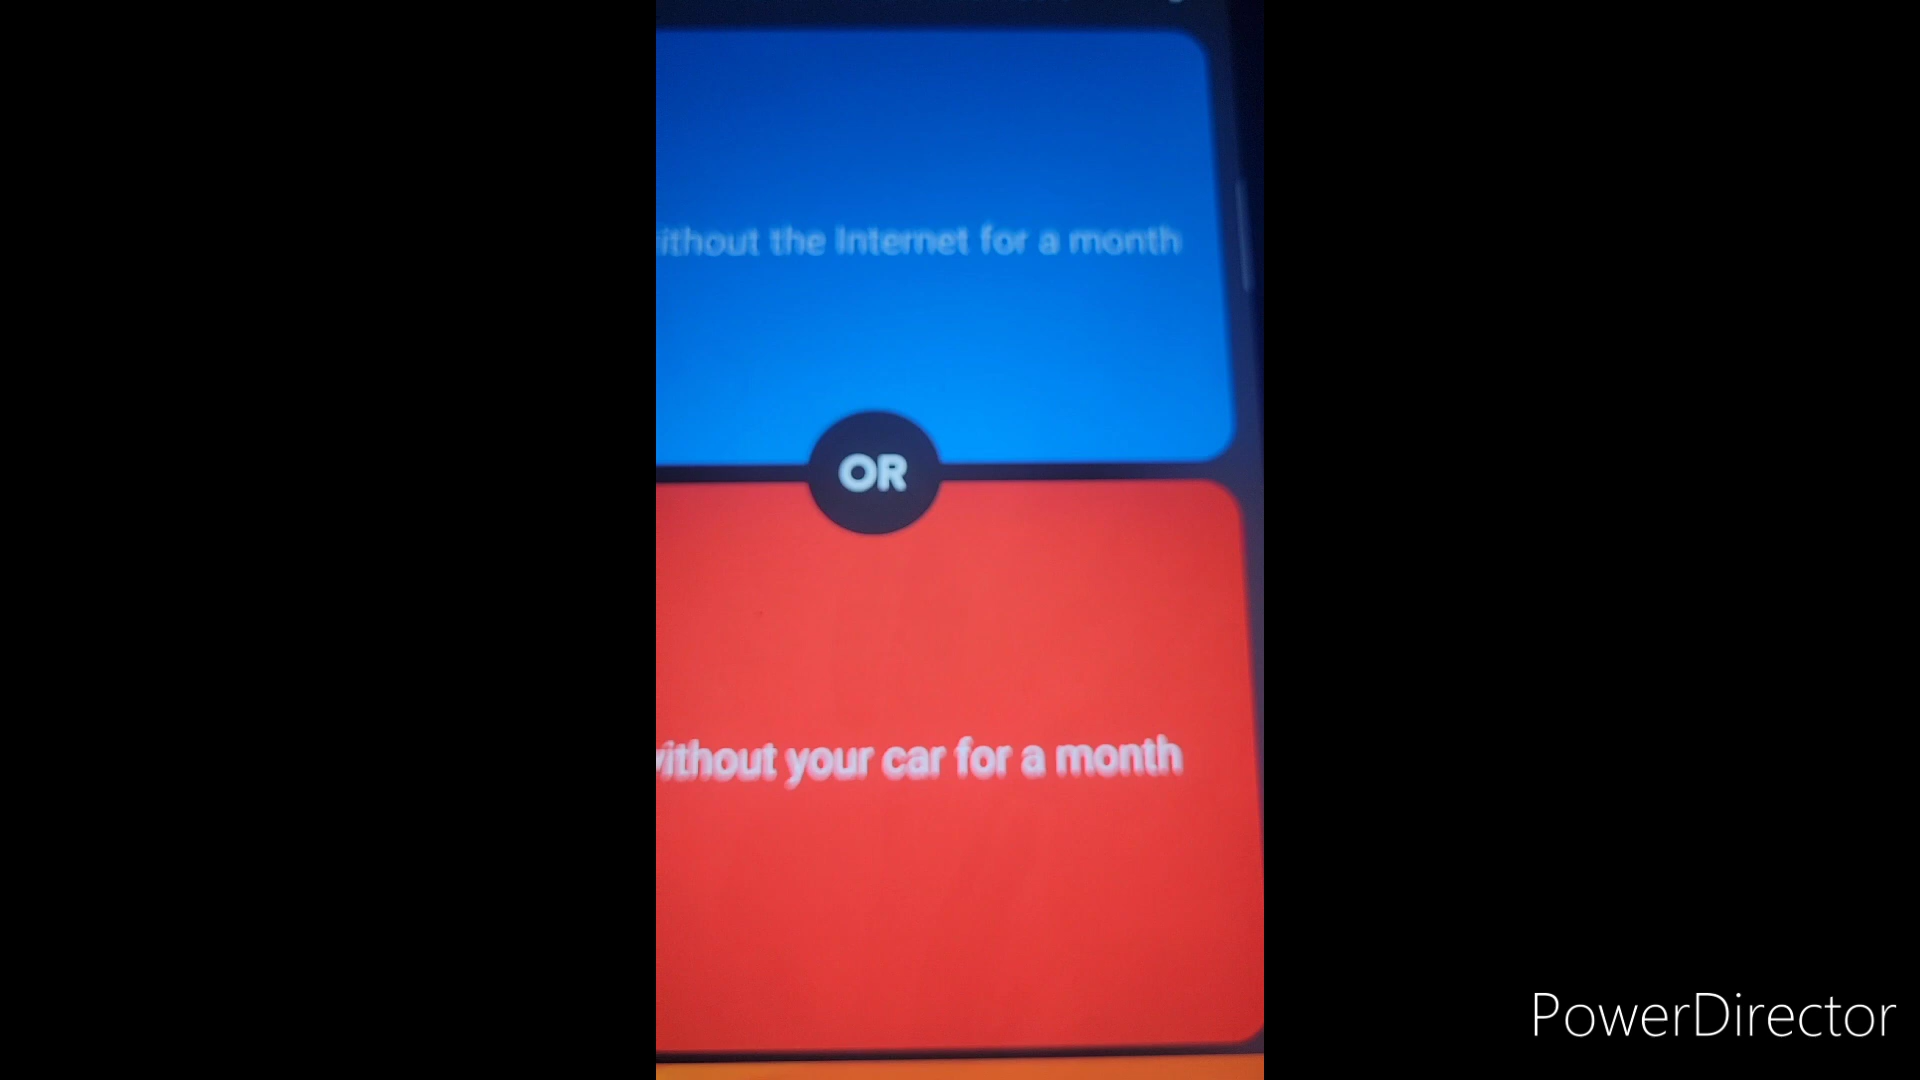 ithout the Internet for a month
OR
vithout your car for a month
PowerDirector